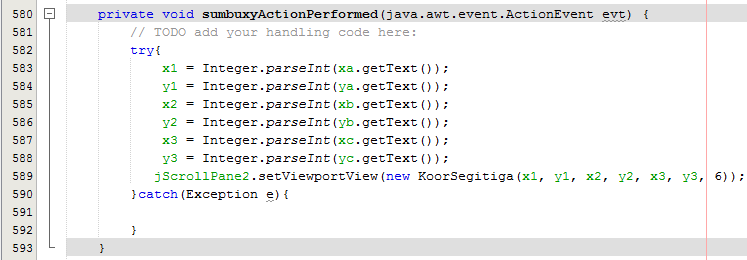 580 private void sumbuxyActionPerformed(java.awt.event.ActionEvent evt) {
581 // TODO add your handling code here:
582 try{
583 x1 = Integer.parseInt(xa.getText());
584 y1 = Integer.parseInt(ya.getText());
585 x2 = Integer.parseInt(xb.getText());
586 y2 = Integer.parseInt(yb.getText());
587 x3 = Integer.parseInt(xc.getText());
588 y3 = Integer.parseInt(yc.getText());
589 jScrollPane2.setViewportView(new KoorSegitiga(x1, y1, x2, y2, x3, y3, 6));
590 }catch(Exception e){
591
592 }
593 }